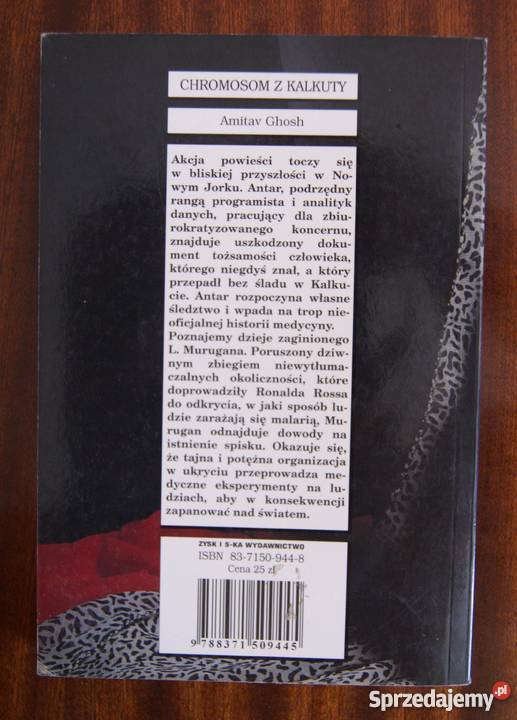 CHROMOSOM Z KALKUTY
Amitav Ghosh
Akcja powieści toczy się
w bliskiej przyszłości w No-
wym Jorku. Antar, podrzędny
rangą programista i analityk
danych, pracujący dla zbiu-
rokratyzowanego koncernu,
znajduje uszkodzony doku-
ment tożsamości człowieka,
którego niegdyś znał, a który
przepadł bez śladu w Kalku-
cie. Antar rozpoczyna własne
śledztwo i wpada na trop nie-
oficjalnej historii medycyny.
Poznajemy dzieje zaginionego
L. Murugana. Poruszony dziw-
nym zbiegiem niewytłuma-
czalnych okoliczności, które
doprowadziły Ronalda Rossa
do odkrycia, w jaki sposób lu-
dzie zarażają się malarią, Mu-
rugan odnajduje dowody na
istnienie spisku. Okazuje się,
że tajna i potężna organizacja
w ukryciu przeprowadza me-
dyczne eksperymenty na lu-
dziach, aby w konsekwencji
zapanować nad światem.
ZYSK I S-KA WYDAWNICTWO
ISBN 83-7150-944-8
Cena 25 zł
9 788371 509445
Sprzedajemy.pl